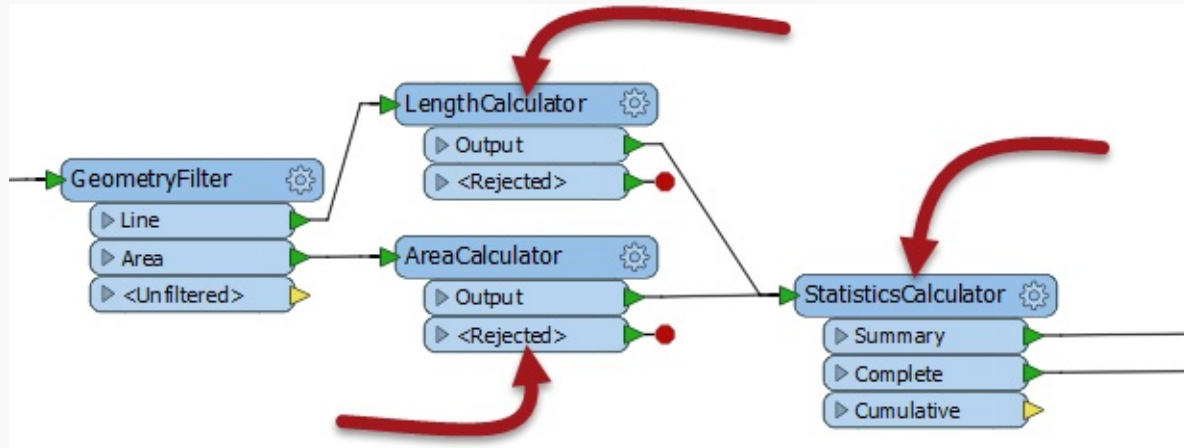 GeometryFilter
Line
Area
<Unfiltered>
LengthCalculator
Output
<Rejected>
AreaCalculator
Output
<Rejected>
StatisticsCalculator
Summary
Complete
Cumulative